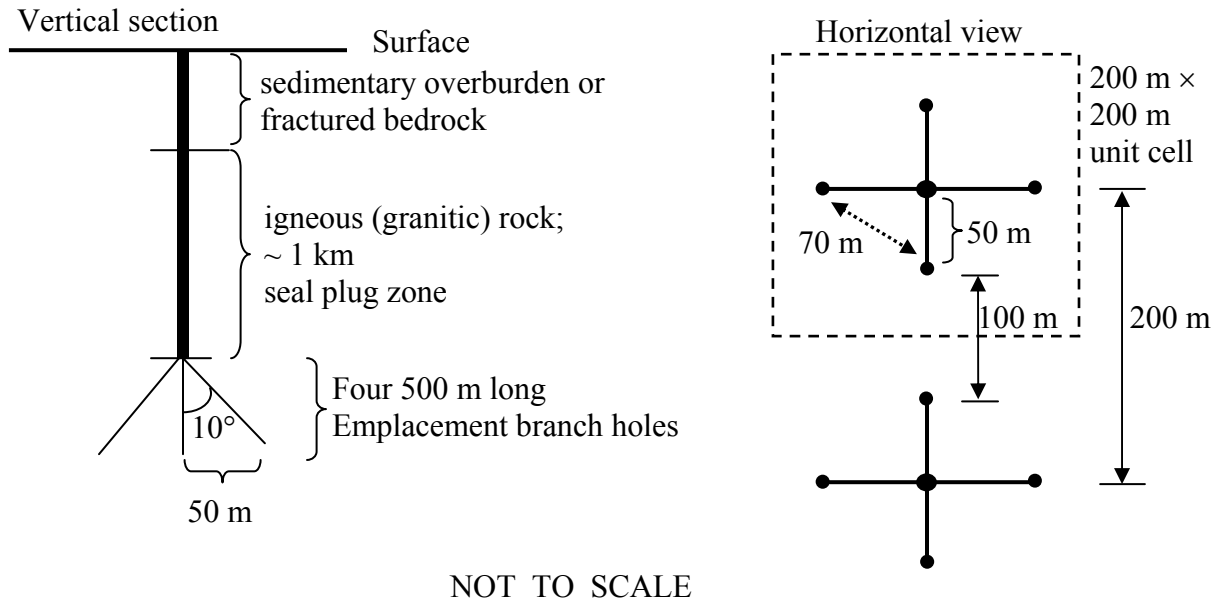 Vertical section
Surface
sedimentary overburden or
fractured bedrock
igneous (granitic) rock;
~ 1 km
seal plug zone
Four 500 m long
Emplacement branch holes
10°
50 m
Horizontal view
200 m ×
200 m
unit cell
70 m
50 m
100 m
200 m
NOT TO SCALE